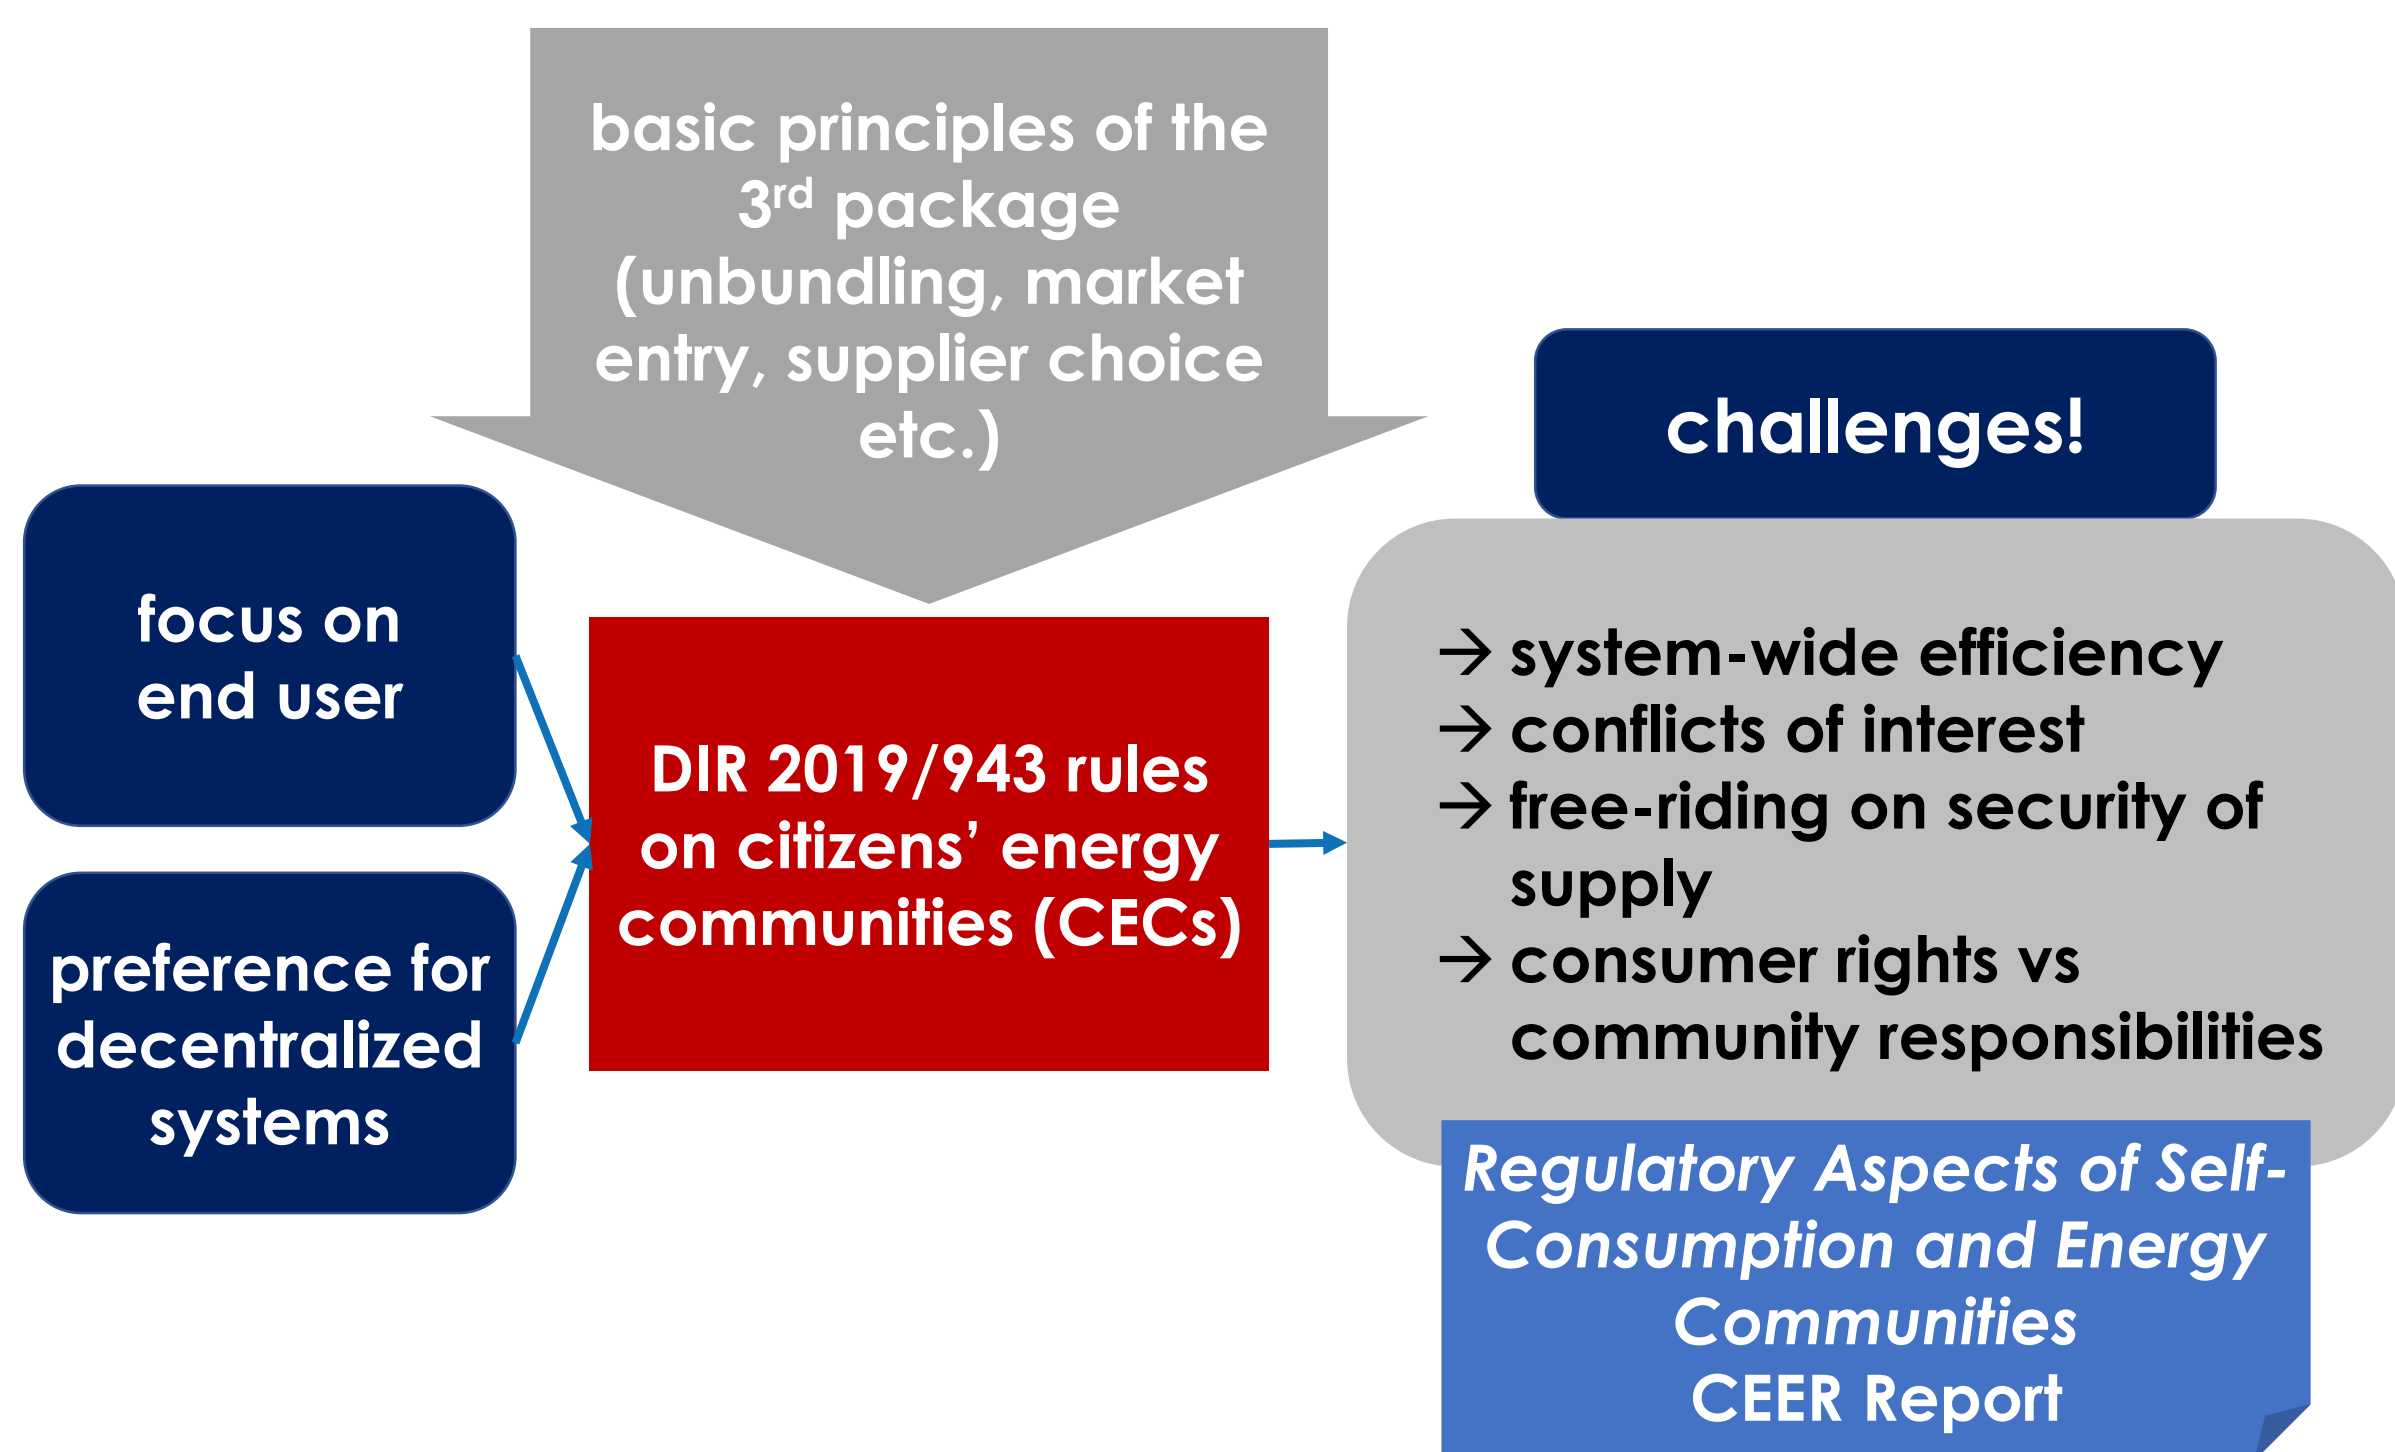 basic principles of the
3rd package
(unbundling, market
entry, supplier choice
etc.)
focus on
end user
preference for
decentralized
systems
DIR 2019/943 rules
on citizens’ energy
communities (CECs)
challenges!
→ system-wide efficiency
→ conflicts of interest
→ free-riding on security of
supply
→ consumer rights vs
community responsibilities
Regulatory Aspects of Self-
Consumption and Energy
Communities
CEER Report